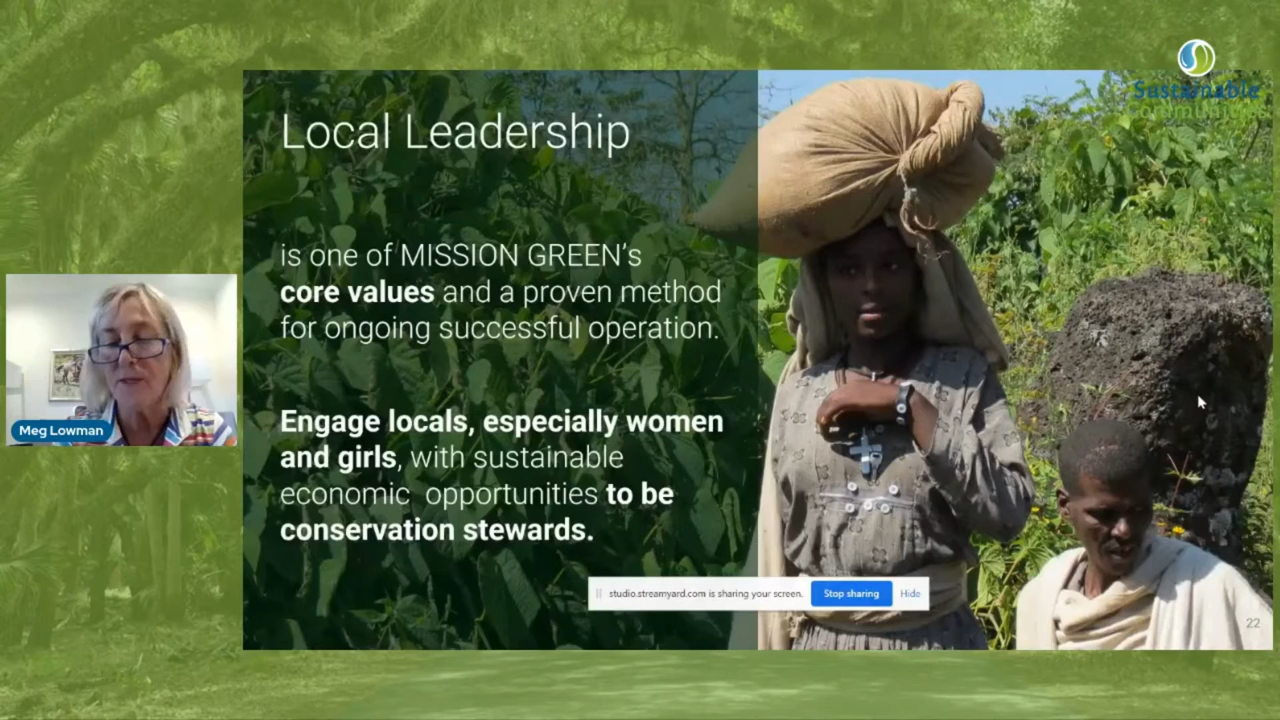 Sustainable
Communities
Local Leadership
is one of MISSION GREEN's
core values and a proven method
for ongoing successful operation.
Engage locals, especially women
and girls, with sustainable
economic opportunities to be
conservation stewards.
Meg Lowman
studio.streamyard.com is sharing your screen.
Stop sharing
Hide
22